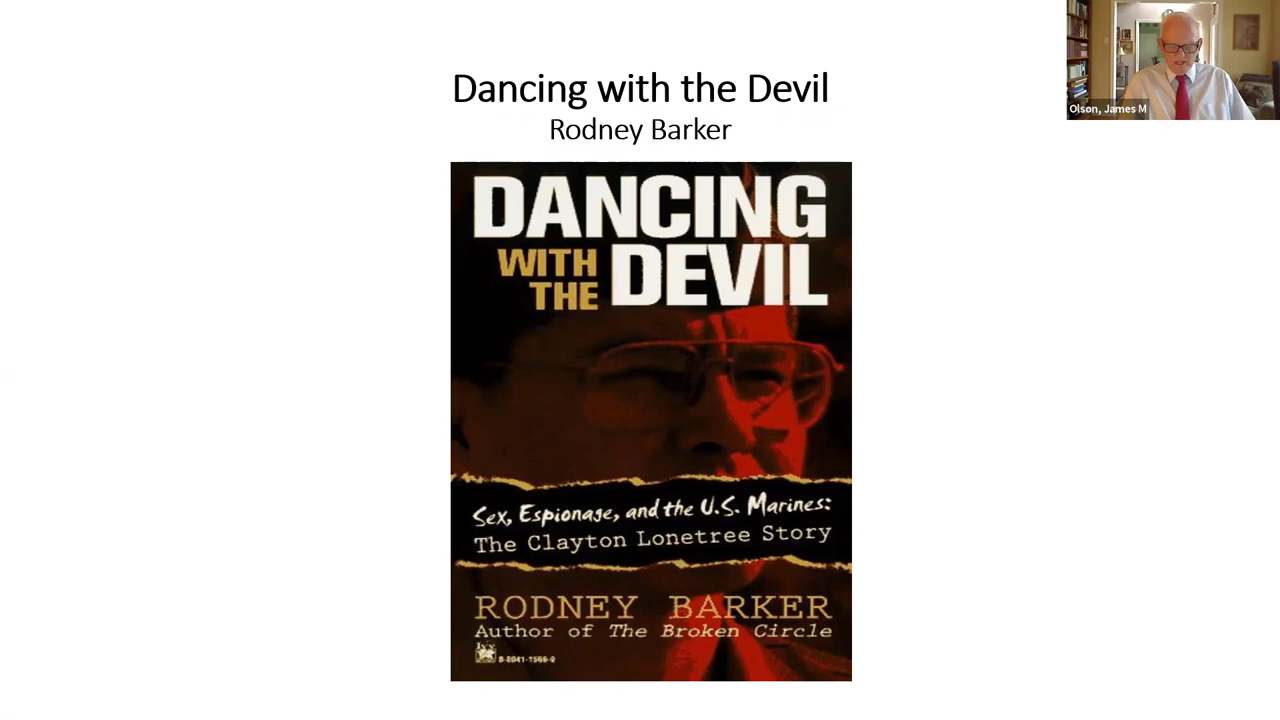 Dancing with the Devil
Rodney Barker
Olson, James M
DANCING
WITH THE DEVIL
Sex, Espionage, and the U.S. Marines:
The Clayton Lonetree Story
RODNEY BARKER
Author of The Broken Circle